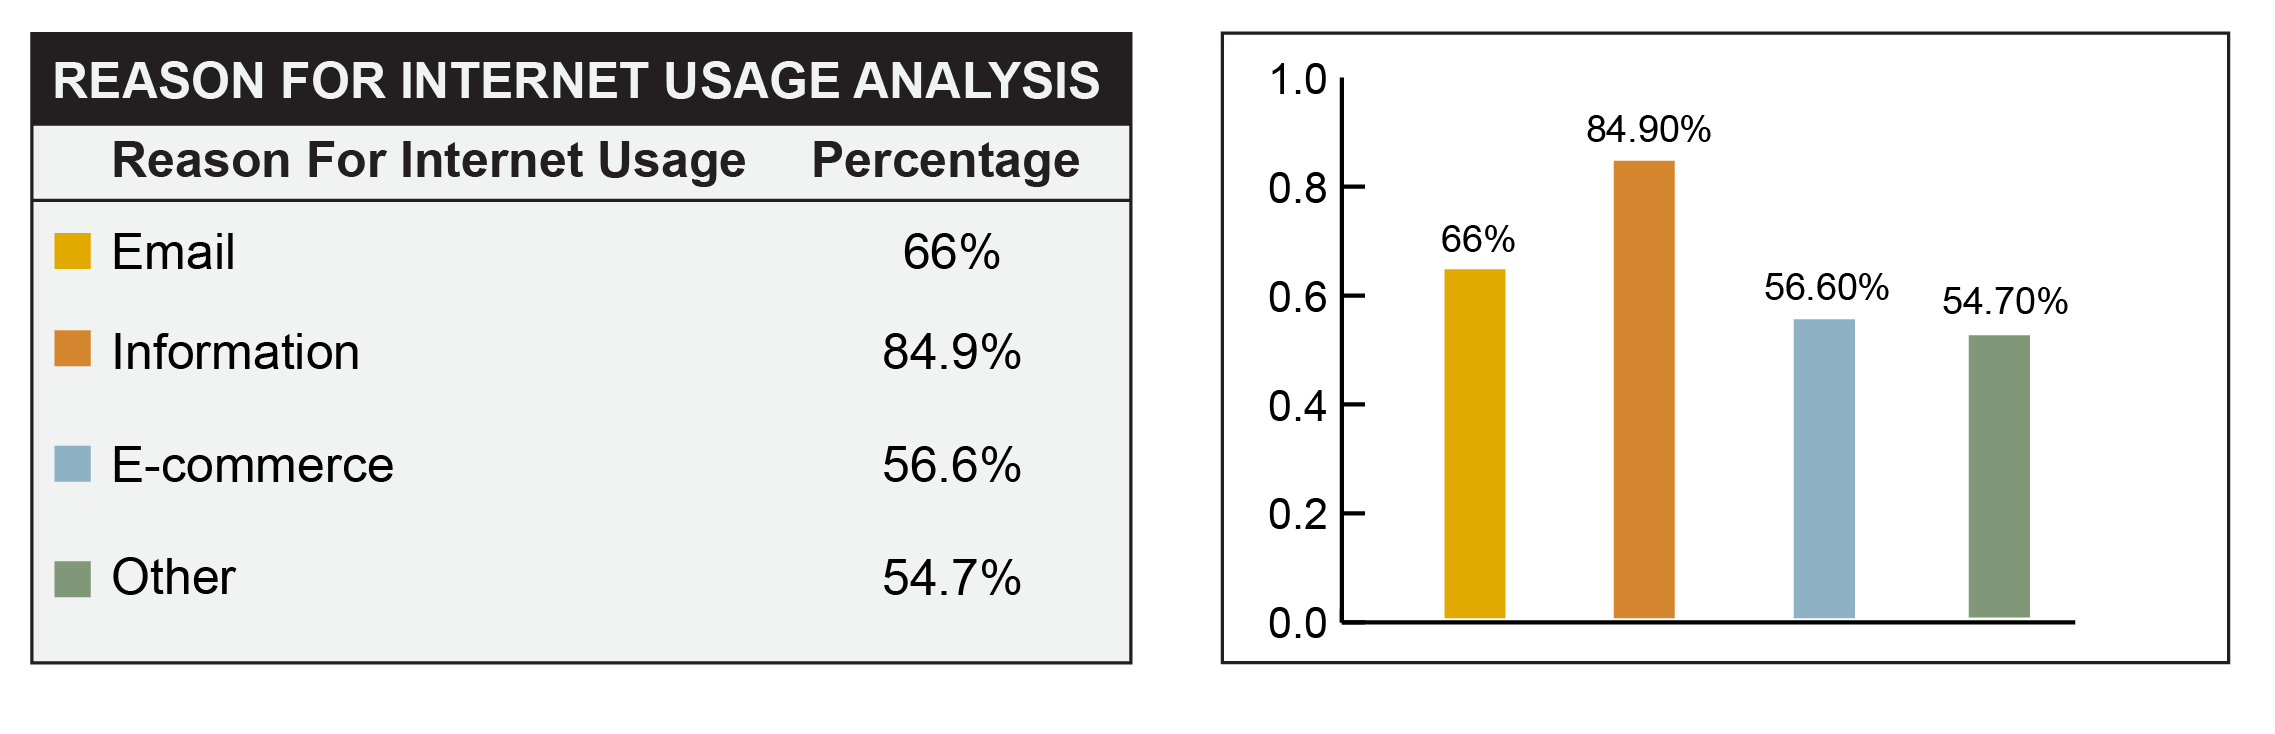 REASON FOR INTERNET USAGE ANALYSIS
Reason For Internet Usage Percentage
Email 66%
Information 84.9%
E-commerce 56.6%
Other 54.7%
1.0
0.8
0.6
0.4
0.2
0.0
66%
84.90%
56.60%
54.70%